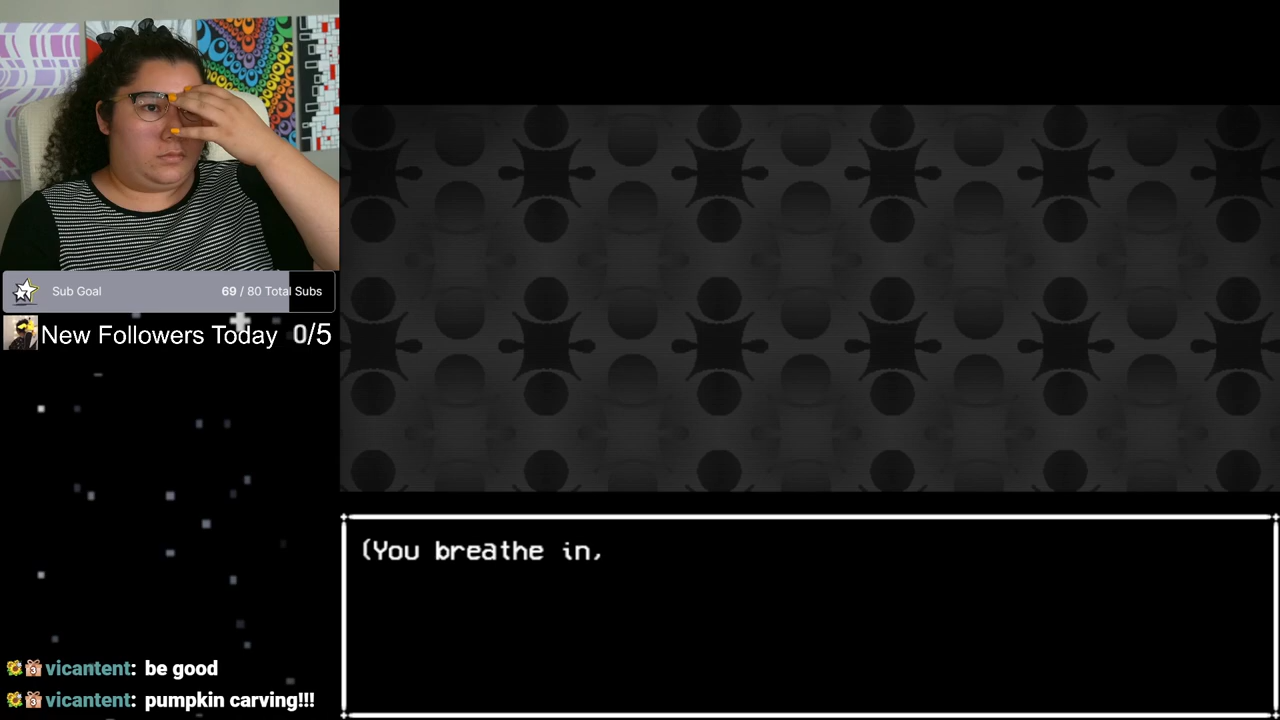 Sub Goal 69 / 80 Total Subs
New Followers Today 0/5
(You breathe in,
vicantent: be good
vicantent: pumpkin carving!!!